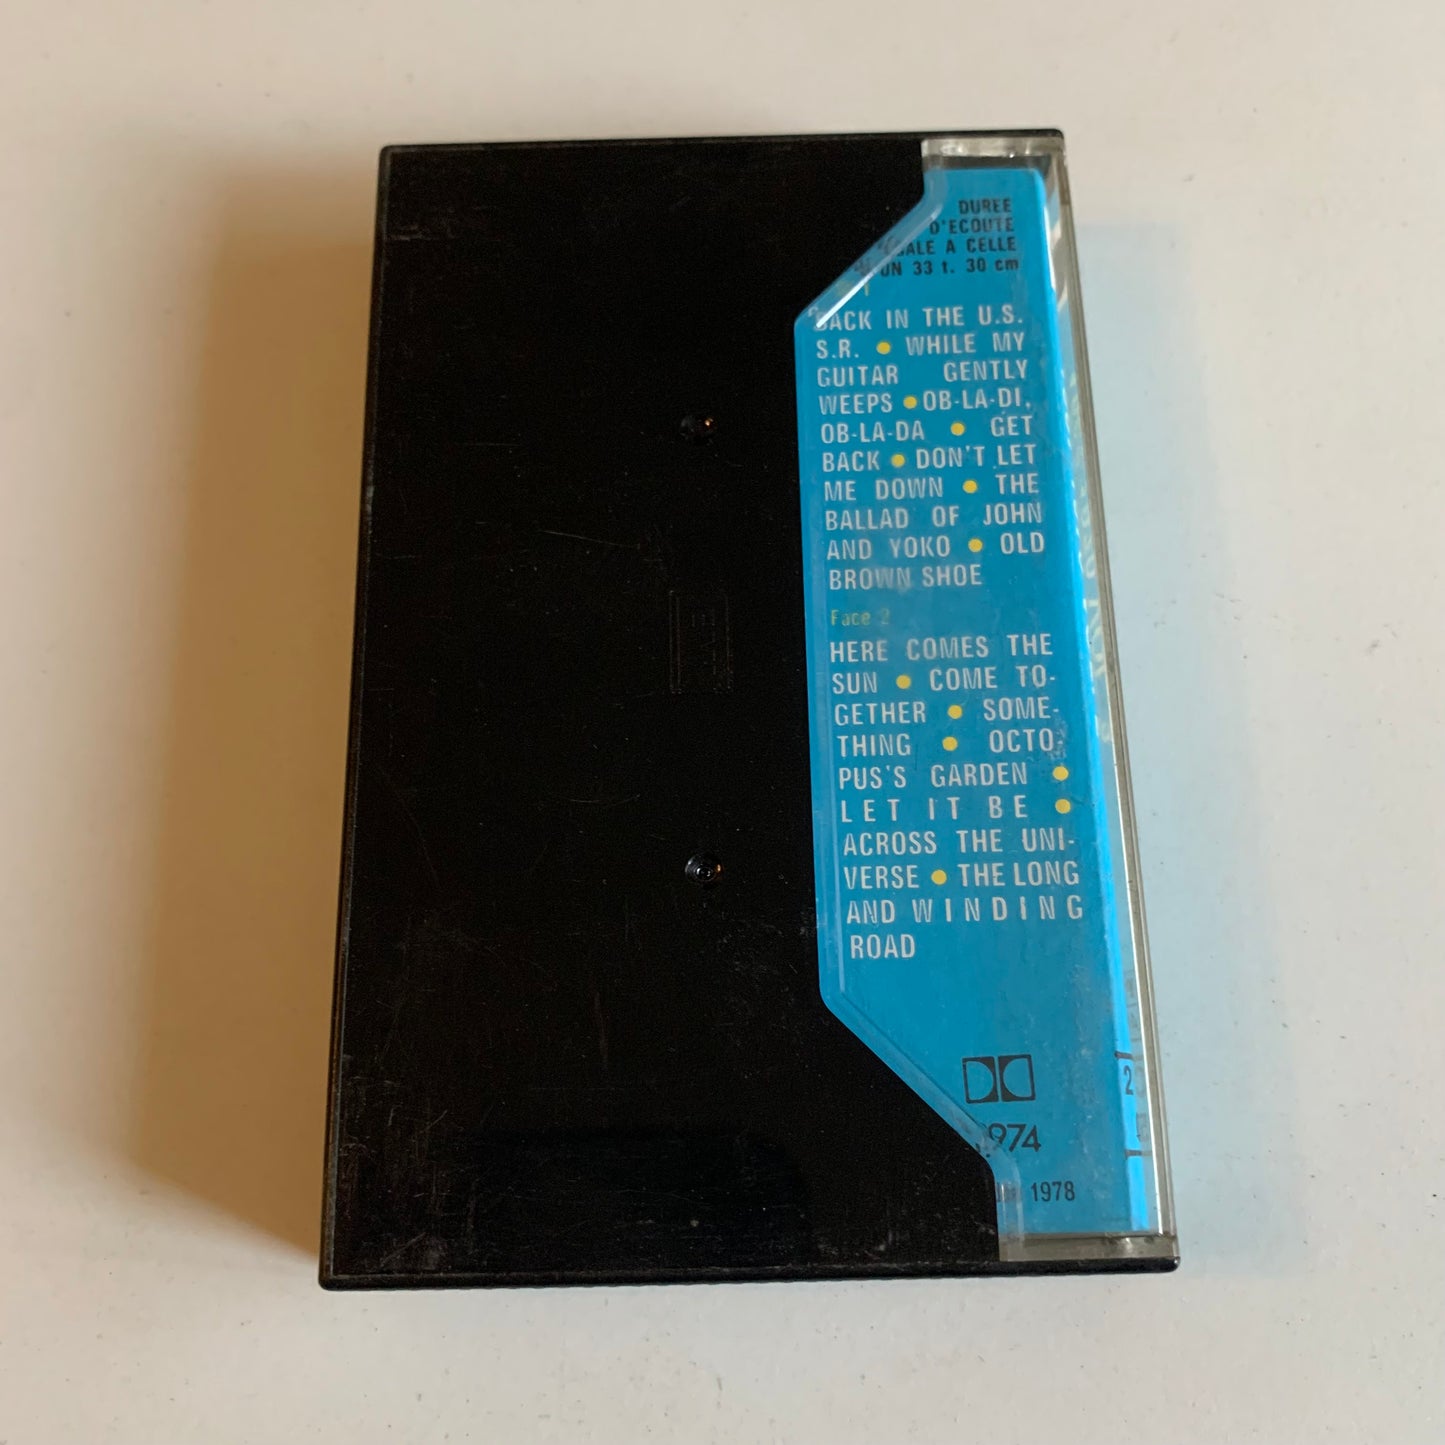 DUREE
D'ECOUTE
A CELLE
UN 33 t. 30 cm
BACK IN THE U.S.
S.R. • WHILE MY
GUITAR GENTLY
WEEPS • OB-LA-DI,
OB-LA-DA • GET
BACK • DON'T LET
ME DOWN • THE
BALLAD OF JOHN
AND YOKO • OLD
BROWN SHOE
Face 2
HERE COMES THE
SUN • COME TO-
GETHER • SOME-
THING • OCTO-
PUS'S GARDEN •
LET IT BE •
ACROSS THE UNI-
VERSE • THE LONG
AND WINDING
ROAD
974
1978
2